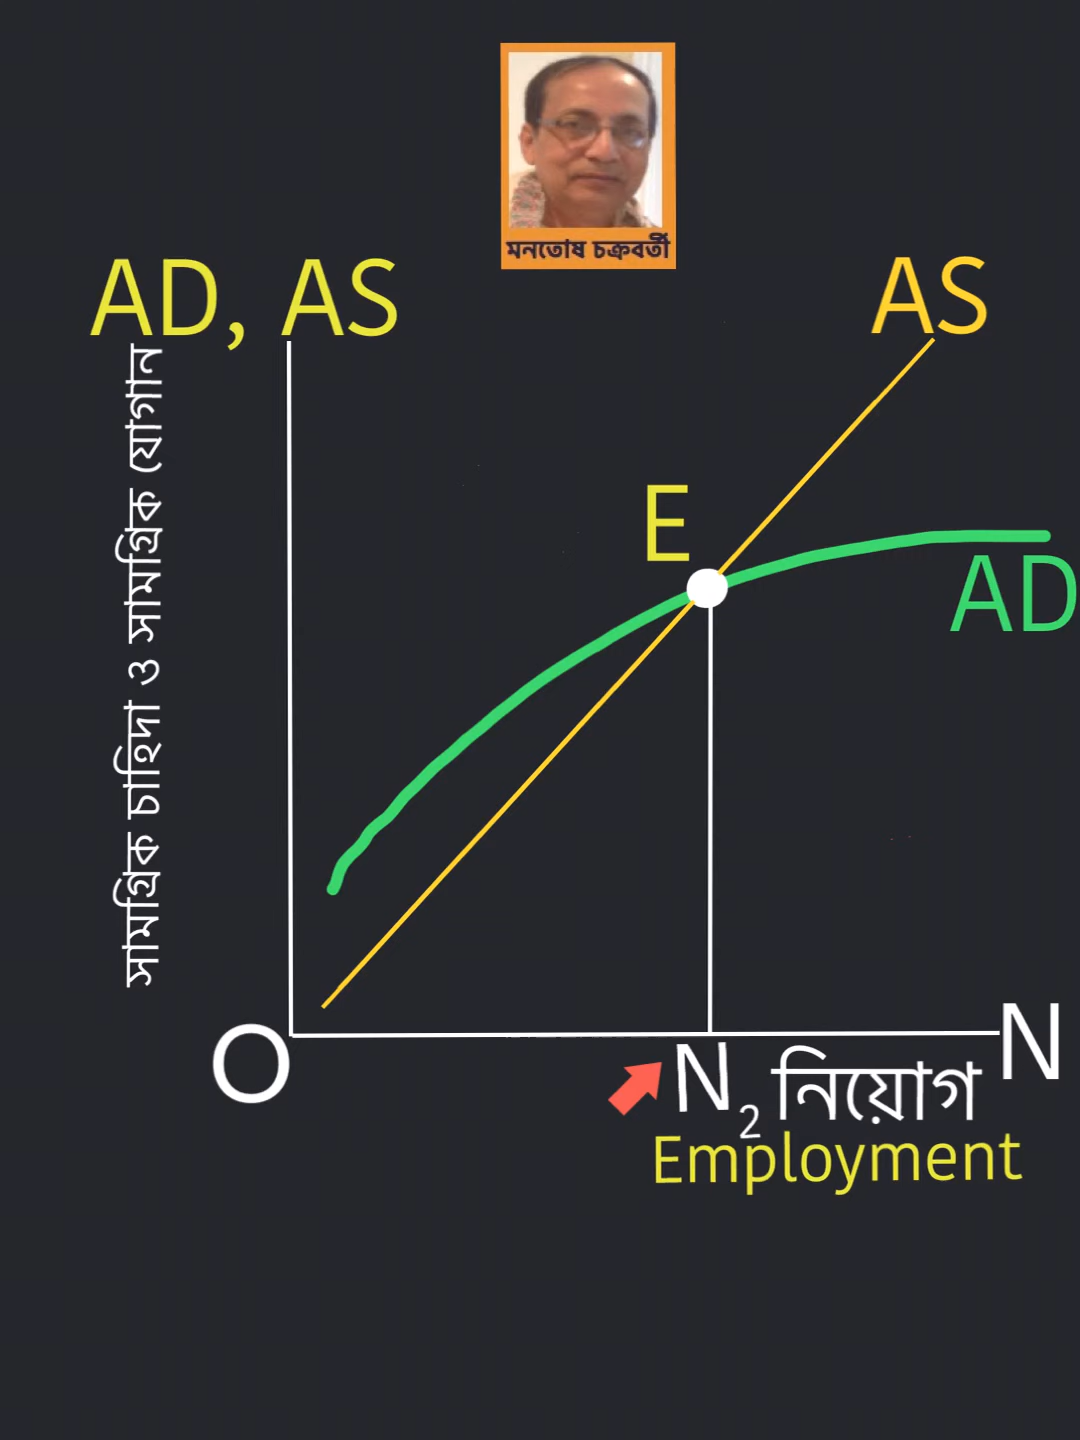 মনতোষ চক্রবর্তী
AD, AS
AS
সামগ্রিক চাহিদা ও সামগ্রিক যোগান
E
AD
O
N₂ নিয়োগ N
Employment